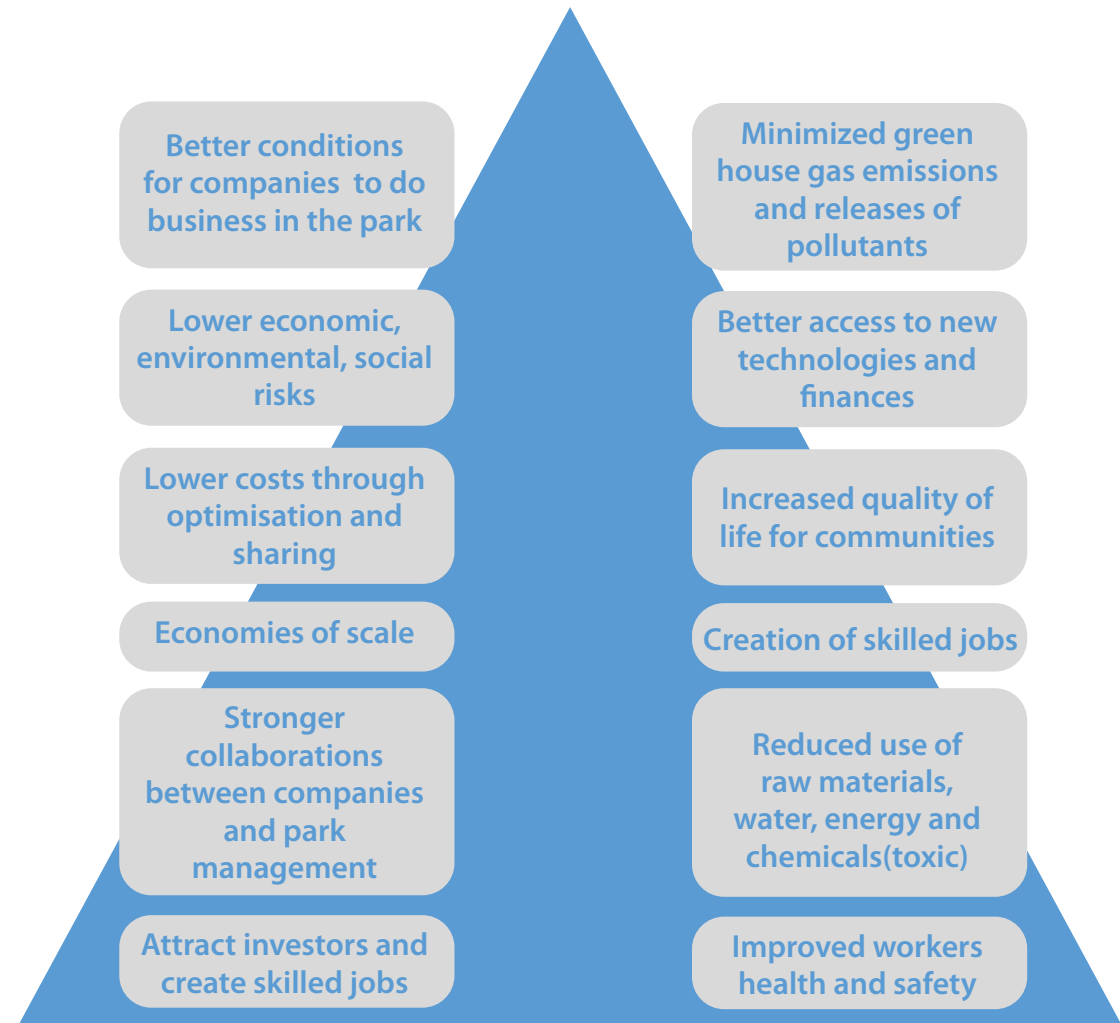 Better conditions
for companies  to do
business in the park
Lower economic,
environmental, social
risks
Lower costs through
optimisation and
sharing
Economies of scale
Stronger
collaborations
between companies
and park
management
Attract investors and
create skilled jobs
Minimized green
house gas emissions
and releases of
pollutants
Better access to new
technologies and
finances
Increased quality of
life for communities
Creation of skilled jobs
Reduced use of
raw materials,
water, energy and
chemicals(toxic)
Improved workers
health and safety